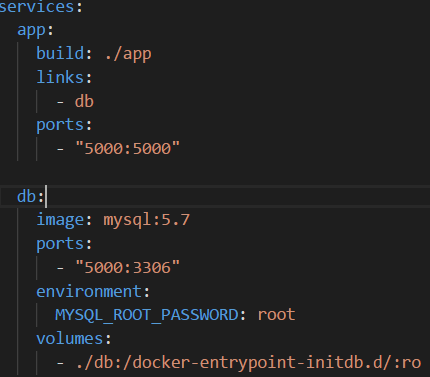 services:
  app:
    build: ./app
    links:
      - db
    ports:
      - "5000:5000"
  db:
    image: mysql:5.7
    ports:
      - "5000:3306"
    environment:
      MYSQL_ROOT_PASSWORD: root
    volumes:
      - ./db:/docker-entrypoint-initdb.d/:ro